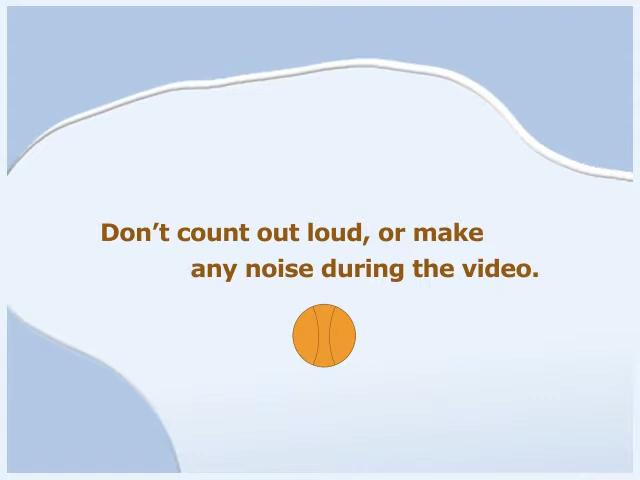 Don’t count out loud, or make
any noise during the video.